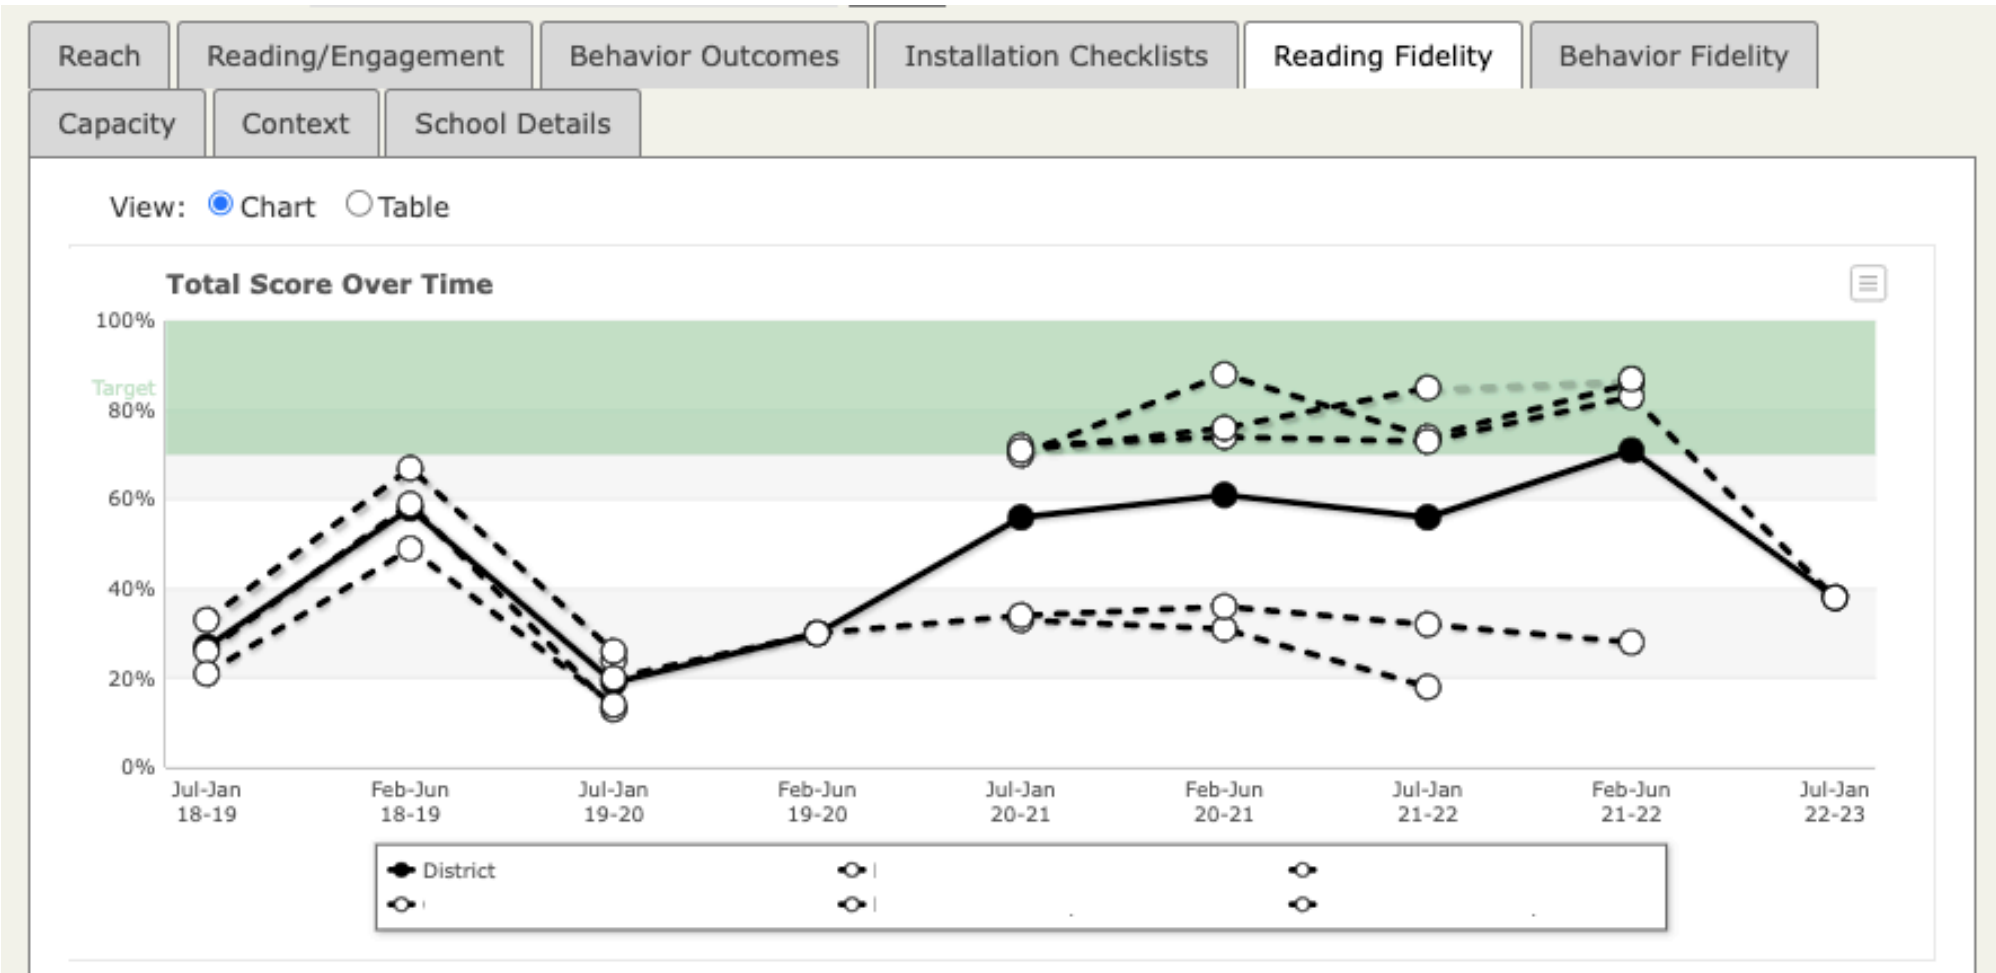 Reach Reading/Engagement Behavior Outcomes Installation Checklists Reading Fidelity Behavior Fidelity
Capacity Context School Details
View: Chart Table
Total Score Over Time
100%
Target
80%
60%
40%
20%
0%
Jul-Jan Feb-Jun Jul-Jan Feb-Jun Jul-Jan Feb-Jun Jul-Jan Feb-Jun Jul-Jan
18-19 18-19 19-20 19-20 20-21 20-21 21-22 21-22 22-23
District